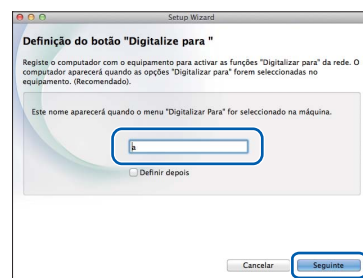 Setup Wizard
Definição do botão "Digitalize para "
Registe o computador com o equipamento para activar as funções "Digitalizar para" da rede. O
computador aparecerá quando as opções "Digitalizar para" forem seleccionadas no
equipamento. (Recomendado).
Este nome aparecerá quando o menu "Digitalizar Para" for seleccionado na máquina.
a
Definir depois
Cancelar
Seguinte